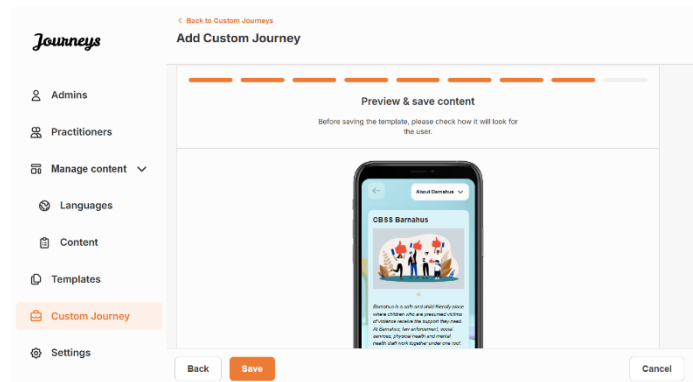 Journeys
Admins
Practitioners
Manage content
Languages
Content
Templates
Custom Journey
Settings
< Back to Custom Journeys
Add Custom Journey
Preview & save content
Before saving the template, please check how it will look for
the user.
About Barnahus
CBSS Barnahus
Barnahus is a safe and child friendly place
where children who are presumed victims
of violence receive the support they need.
At Barnahus, law enforcement, social
services, physical health and mental
health staff work together under one roof.
Back
Save
Cancel